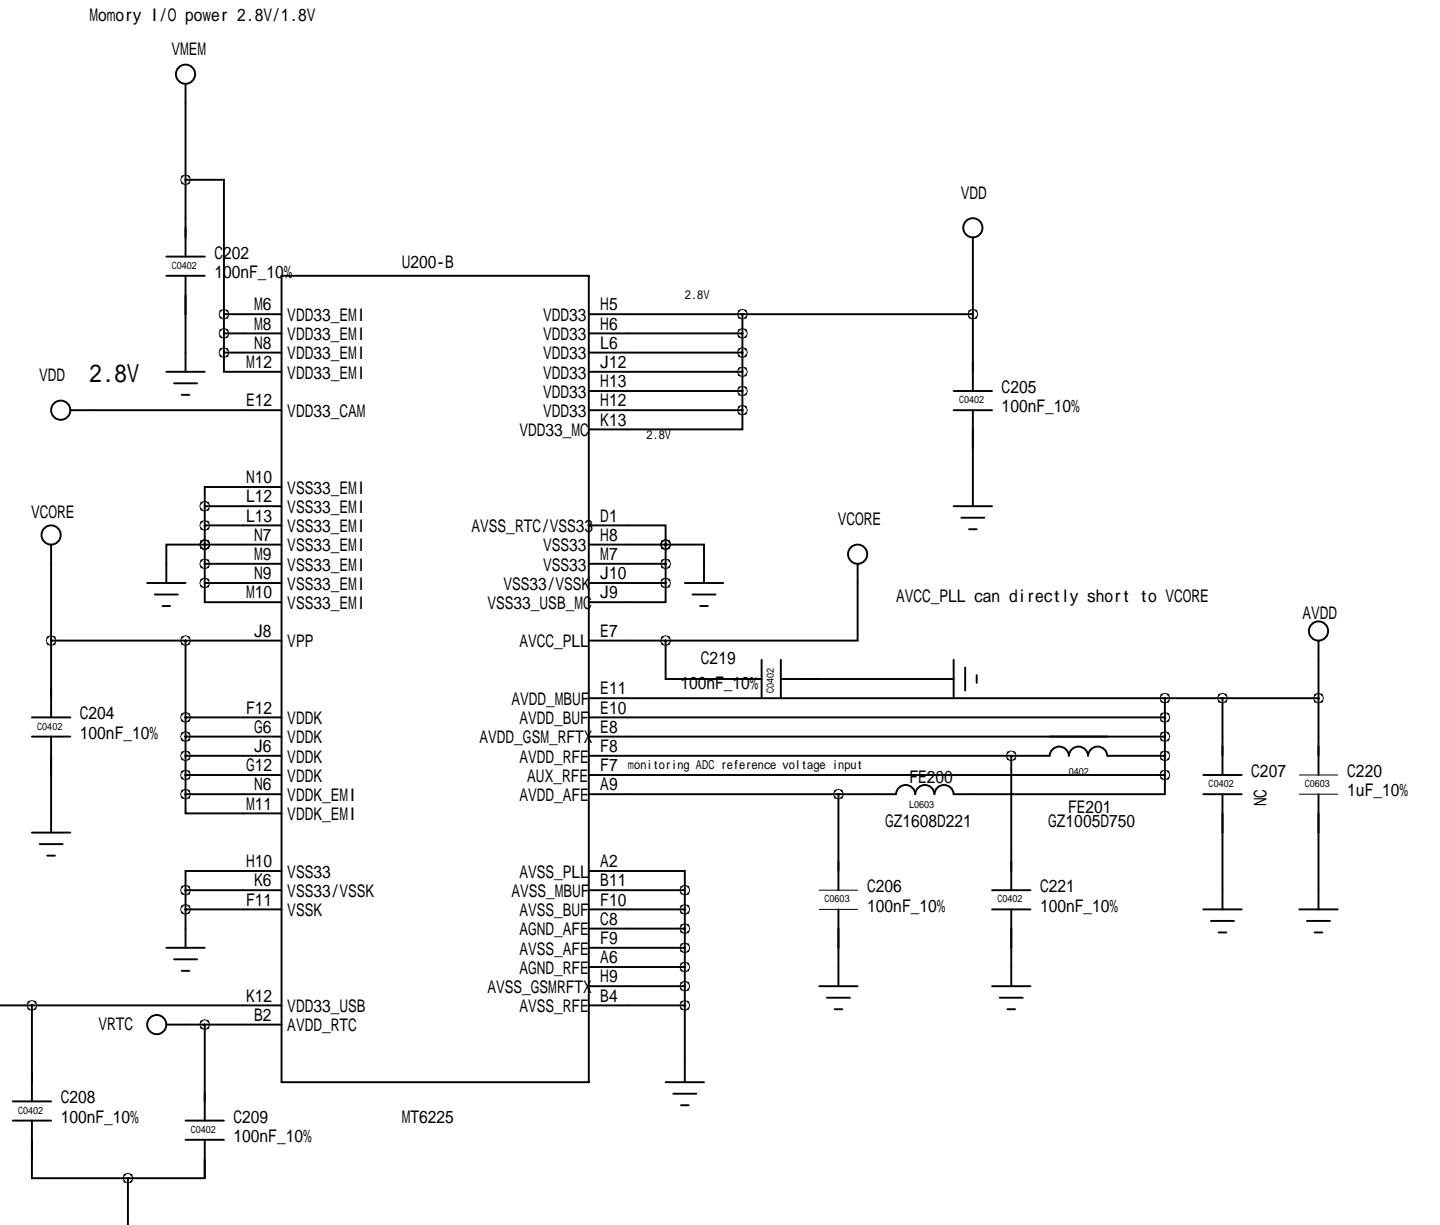 Momory I/O power 2.8V/1.8V
VMEM
VDD
C202
C0402
100nF_10%
U200-B
M6 VDD33_EMI
M8 VDD33_EMI
N8 VDD33_EMI
M12 VDD33_EMI
VDD 2.8V
E12 VDD33_CAM
VDD33 H5 2.8V
VDD33 H6
VDD33 L6
VDD33 J12
VDD33 H13
VDD33 H12
VDD33_MC K13 2.8V
C205
C0402
100nF_10%
N10 VSS33_EMI
L12 VSS33_EMI
L13 VSS33_EMI
N7 VSS33_EMI
M9 VSS33_EMI
N9 VSS33_EMI
M10 VSS33_EMI
VCORE
AVSS_RTC/VSS33 D1
VSS33 H8
VSS33 M7
VSS33/VSSK J10
VSS33_USB_MC J9
VCORE
AVCC_PLL can directly short to VCORE
AVDD
J8 VPP
AVCC_PLL E7
C219
100nF_10%
C0402
C204
C0402
100nF_10%
F12 VDDK
G6 VDDK
J6 VDDK
G12 VDDK
N6 VDDK_EMI
M11 VDDK_EMI
AVDD_MBUF E11
AVDD_BUF E10
AVDD_GSM_RFTX E8
AVDD_RFE F8
AUX_RFE F7 monitoring ADC reference voltage input
AVDD_AFE A9
FE200
L0603
GZ1608D221
0402
FE201
GZ1005D750
C207
C0402
NC
C220
C0603
1uF_10%
H10 VSS33
K6 VSS33/VSSK
F11 VSSK
AVSS_PLL A2
AVSS_MBUF B11
AVSS_BUF F10
AGND_AFE C8
AVSS_AFE F9
AGND_RFE A6
AVSS_GSMRFTX H9
AVSS_RFE B4
C206
C0603
100nF_10%
C221
C0402
100nF_10%
K12 VDD33_USB
VRTC B2 AVDD_RTC
C208
C0402
100nF_10%
C209
C0402
100nF_10%
MT6225